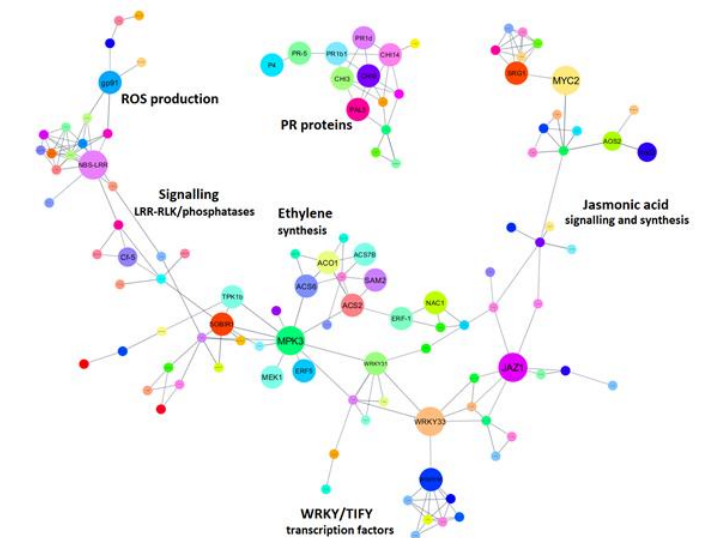 gp91
ROS production
P4
PR-5
PR1b1
PR1d
CHI14
CHI3
PAL5
PR proteins
SRG1
MYC2
AOS2
NBS-LRR
Signalling
LRR-RLK/phosphatases
Jasmonic acid
signalling and synthesis
Ethylene
synthesis
Cf-5
ACO1
ACS7B
ACS6
SAM2
ACS2
TPK1b
SOBIR1
NAC1
ERF-1
MPK3
MEK1
ERF5
WRKY31
JAZ1
WRKY33
WRKY/TIFY
transcription factors